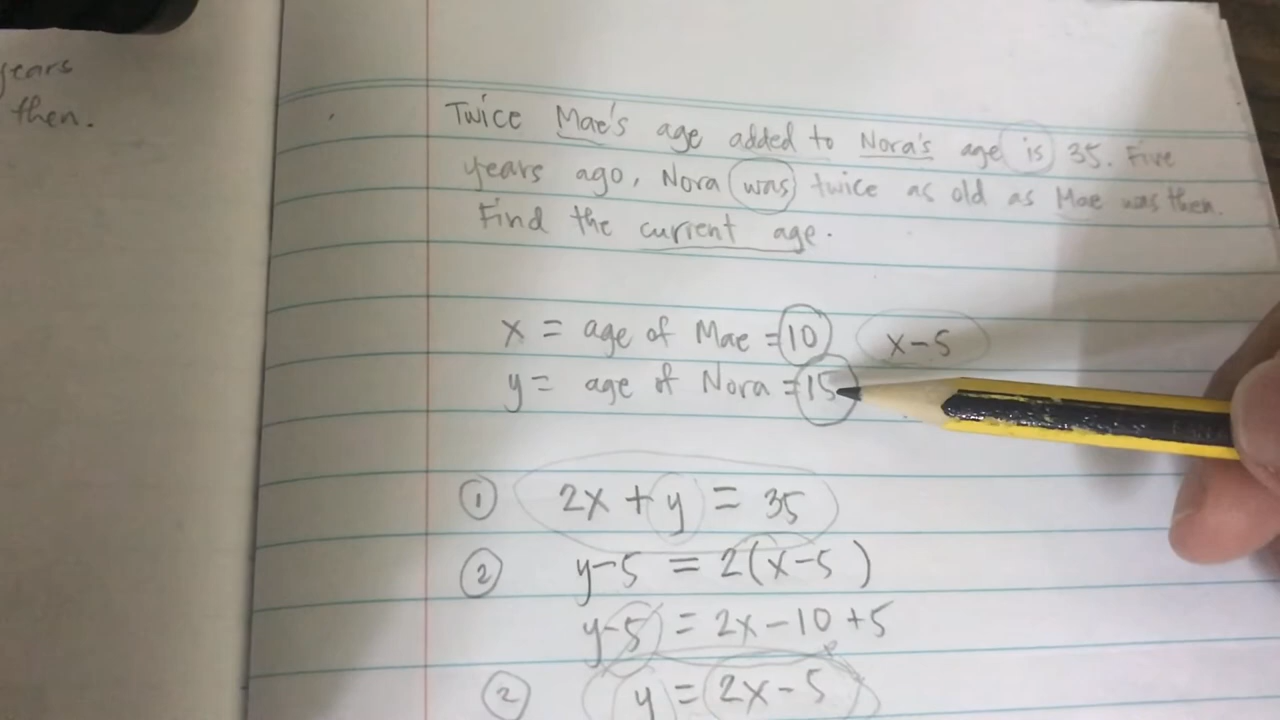 years
then.
Twice Mae's age added to Nora's age is 35. Five
years ago, Nora was twice as old as Mae was then.
Find the current age.
x = age of Mae = 10 x-5
y = age of Nora = 15
① 2x + y = 35
② y-5 = 2(x-5)
y-5 = 2x-10+5
② y = 2x-5